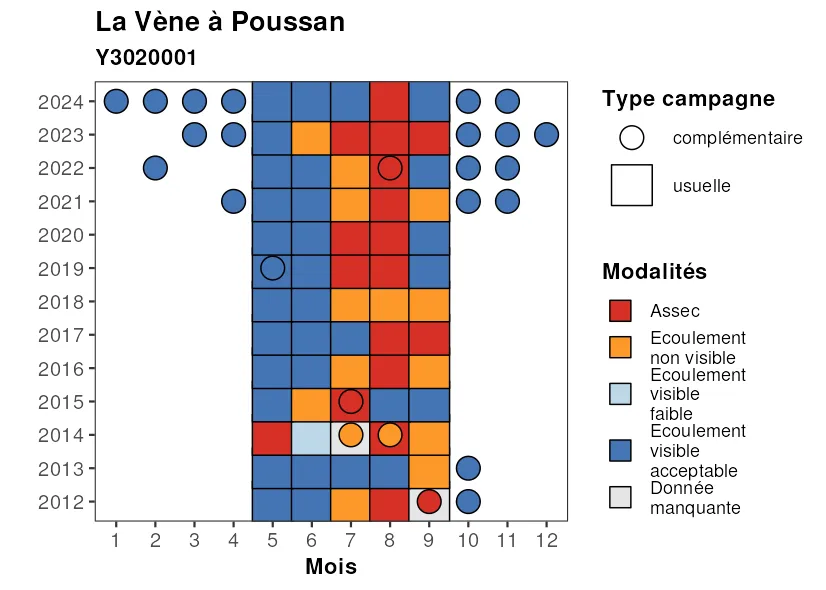 La Vène à Poussan
Y3020001
2024
2023
2022
2021
2020
2019
2018
2017
2016
2015
2014
2013
2012
1 2 3 4 5 6 7 8 9 10 11 12
Mois
Type campagne
complémentaire
usuelle
Modalités
Assec
Ecoulement
non visible
Ecoulement
visible
faible
Ecoulement
visible
acceptable
Donnée
manquante